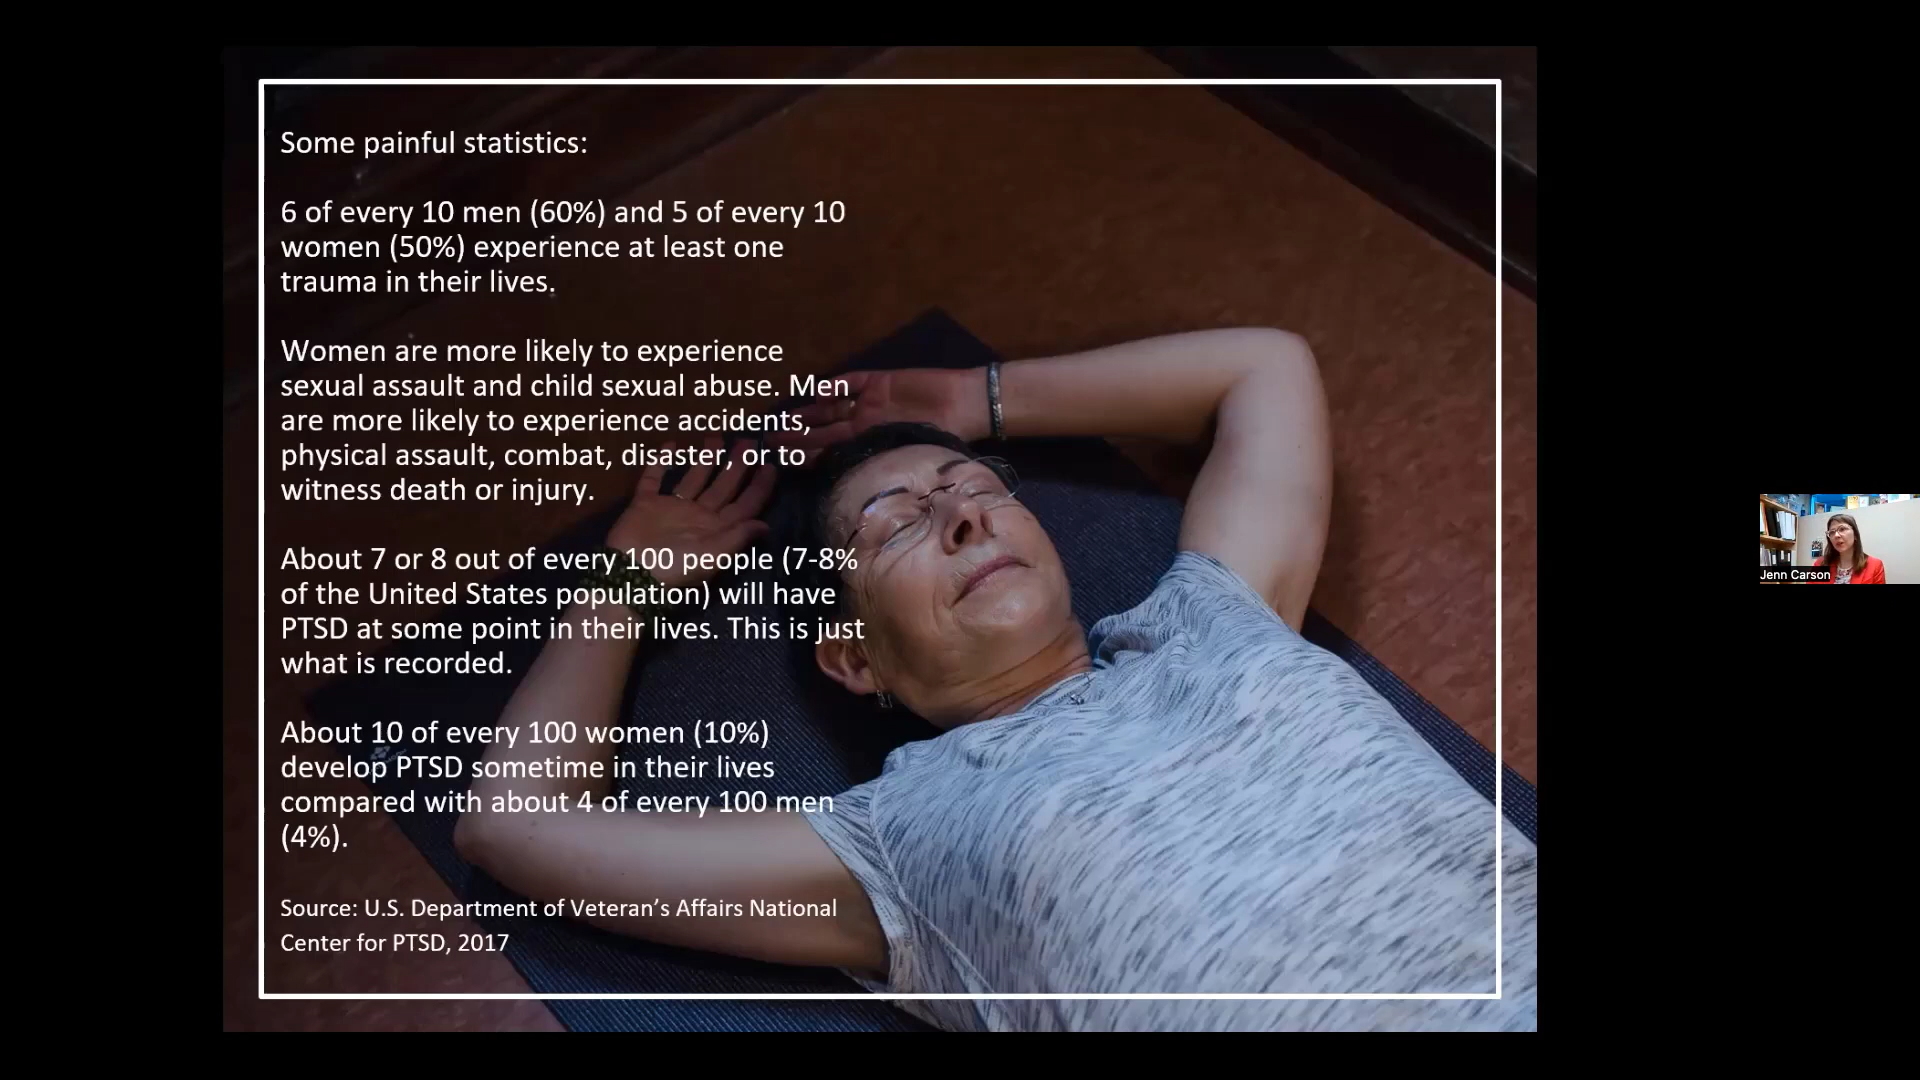 Some painful statistics:
6 of every 10 men (60%) and 5 of every 10
women (50%) experience at least one
trauma in their lives.
Women are more likely to experience
sexual assault and child sexual abuse. Men
are more likely to experience accidents,
physical assault, combat, disaster, or to
witness death or injury.
About 7 or 8 out of every 100 people (7-8%
of the United States population) will have
PTSD at some point in their lives. This is just
what is recorded.
About 10 of every 100 women (10%)
develop PTSD sometime in their lives
compared with about 4 of every 100 men
(4%).
Source: U.S. Department of Veteran’s Affairs National
Center for PTSD, 2017
Jenn Carson